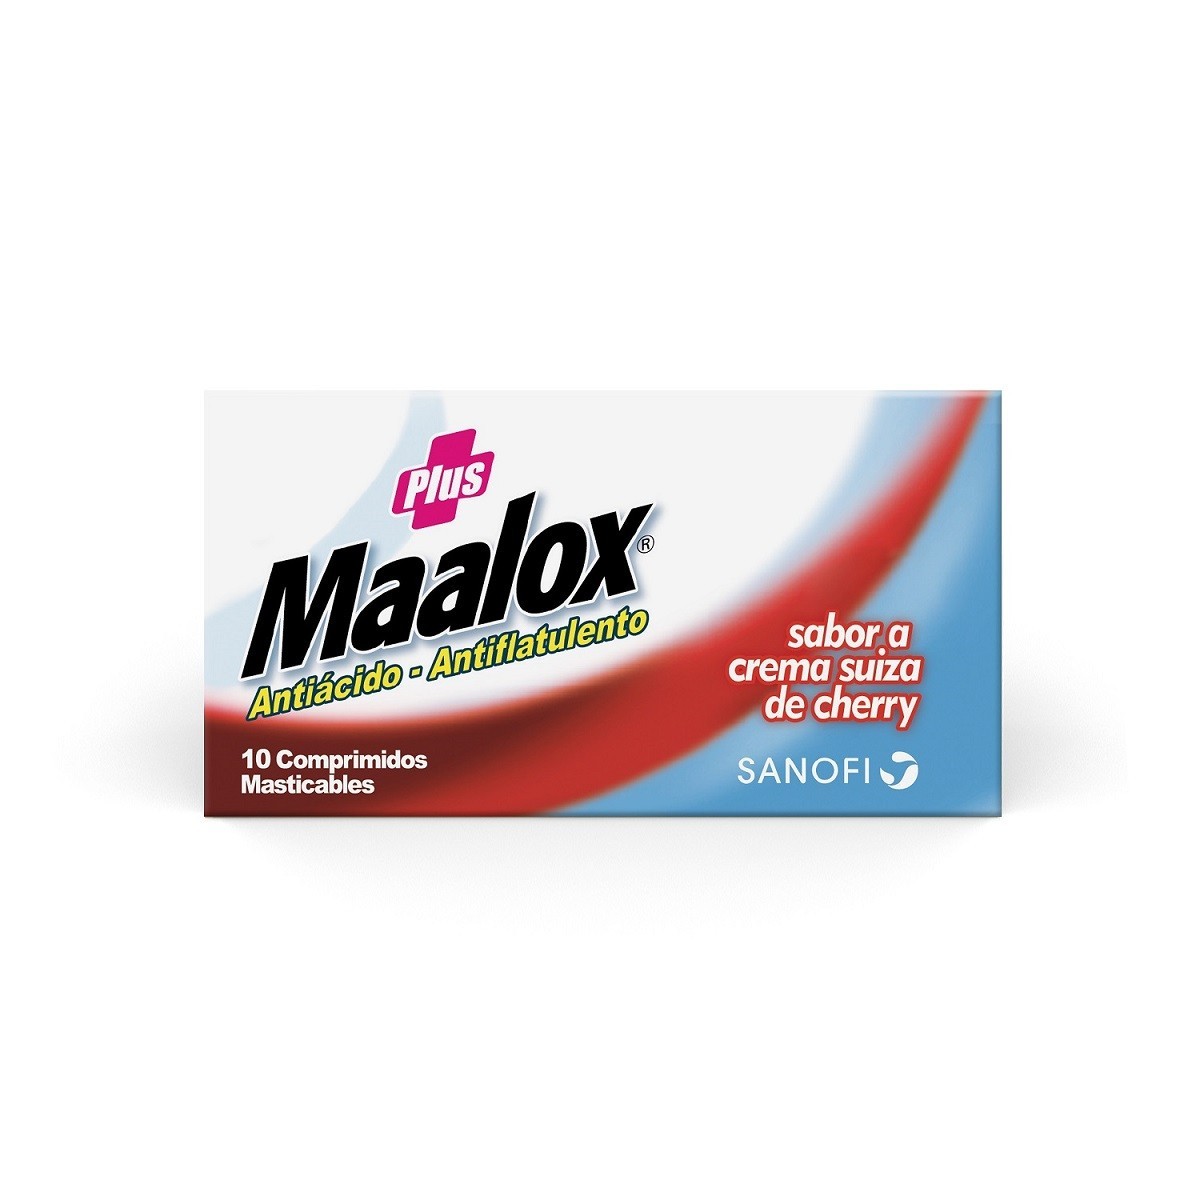 Plus
Maalox®
Antiácido - Antiflatulento
10 Comprimidos
Masticables
sabor a
crema suiza
de cherry
SANOFI